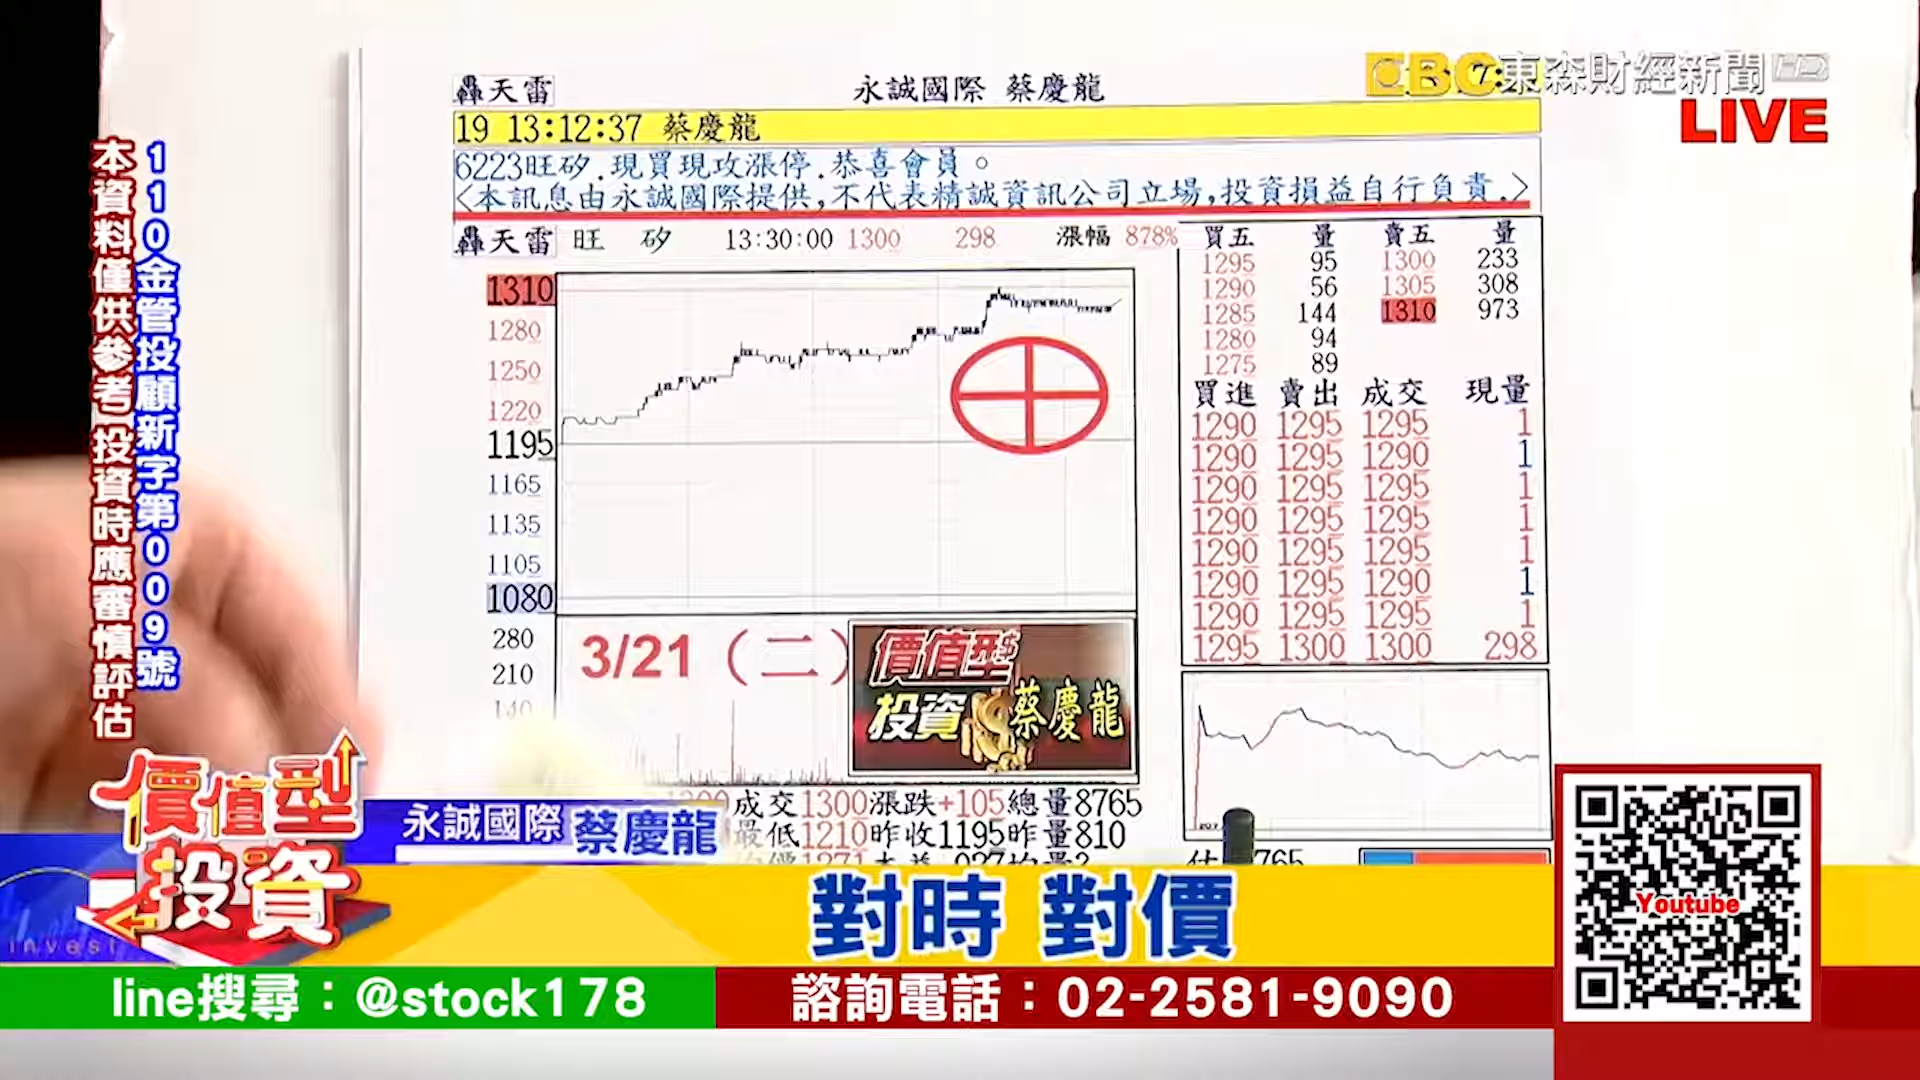 EBC東森財經新聞HD
LIVE
110金管投顧新字第009號
本資料僅供參考投資時應審慎評估
轟天雷 永誠國際 蔡慶龍
19 13:12:37 蔡慶龍
6223旺矽.現買現攻漲停.恭喜會員。
<本訊息由永誠國際提供,不代表精誠資訊公司立場,投資損益自行負責.>
轟天雷 旺 矽 13:30:00 1300 298 漲幅 878%
買五 量 賣五 量
1295 95 1300 233
1290 56 1305 308
1285 144 1310 973
1280 94
1275 89
買進 賣出 成交 現量
1290 1295 1295 1
1290 1295 1290 1
1290 1295 1295 1
1290 1295 1295 1
1290 1295 1295 1
1290 1295 1290 1
1290 1295 1295 1
1295 1300 1300 298
1310
1280
1250
1220
1195
1165
1135
1105
1080
280
210
140
3/21(二)
價值型
投資 蔡慶龍
成交1300漲跌+105總量8765
最低1210昨收1195昨量810
價值型
投資
invest
永誠國際 蔡慶龍
對時 對價
Youtube
line搜尋:@stock178
諮詢電話:02-2581-9090